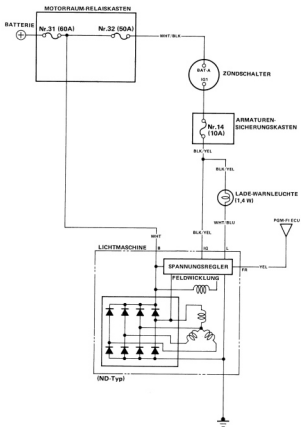 MOTORRAUM-RELAISKASTEN
BATTERIE
Nr.31 (60A)
Nr.32 (50A)
WHT/BLK
BAT-A
IG1
ZÜNDSCHALTER
Nr.14
(10A)
ARMATUREN-
SICHERUNGSKASTEN
BLK/YEL
BLK/YEL
LADE-WARNLEUCHTE
(1,4 W)
WHT/BLU
PGM-FI ECU
BLK/YEL
WHT
LICHTMASCHINE
B
IG
L
SPANNUNGSREGLER
FR
YEL
FELDWICKLUNG
(ND-Typ)